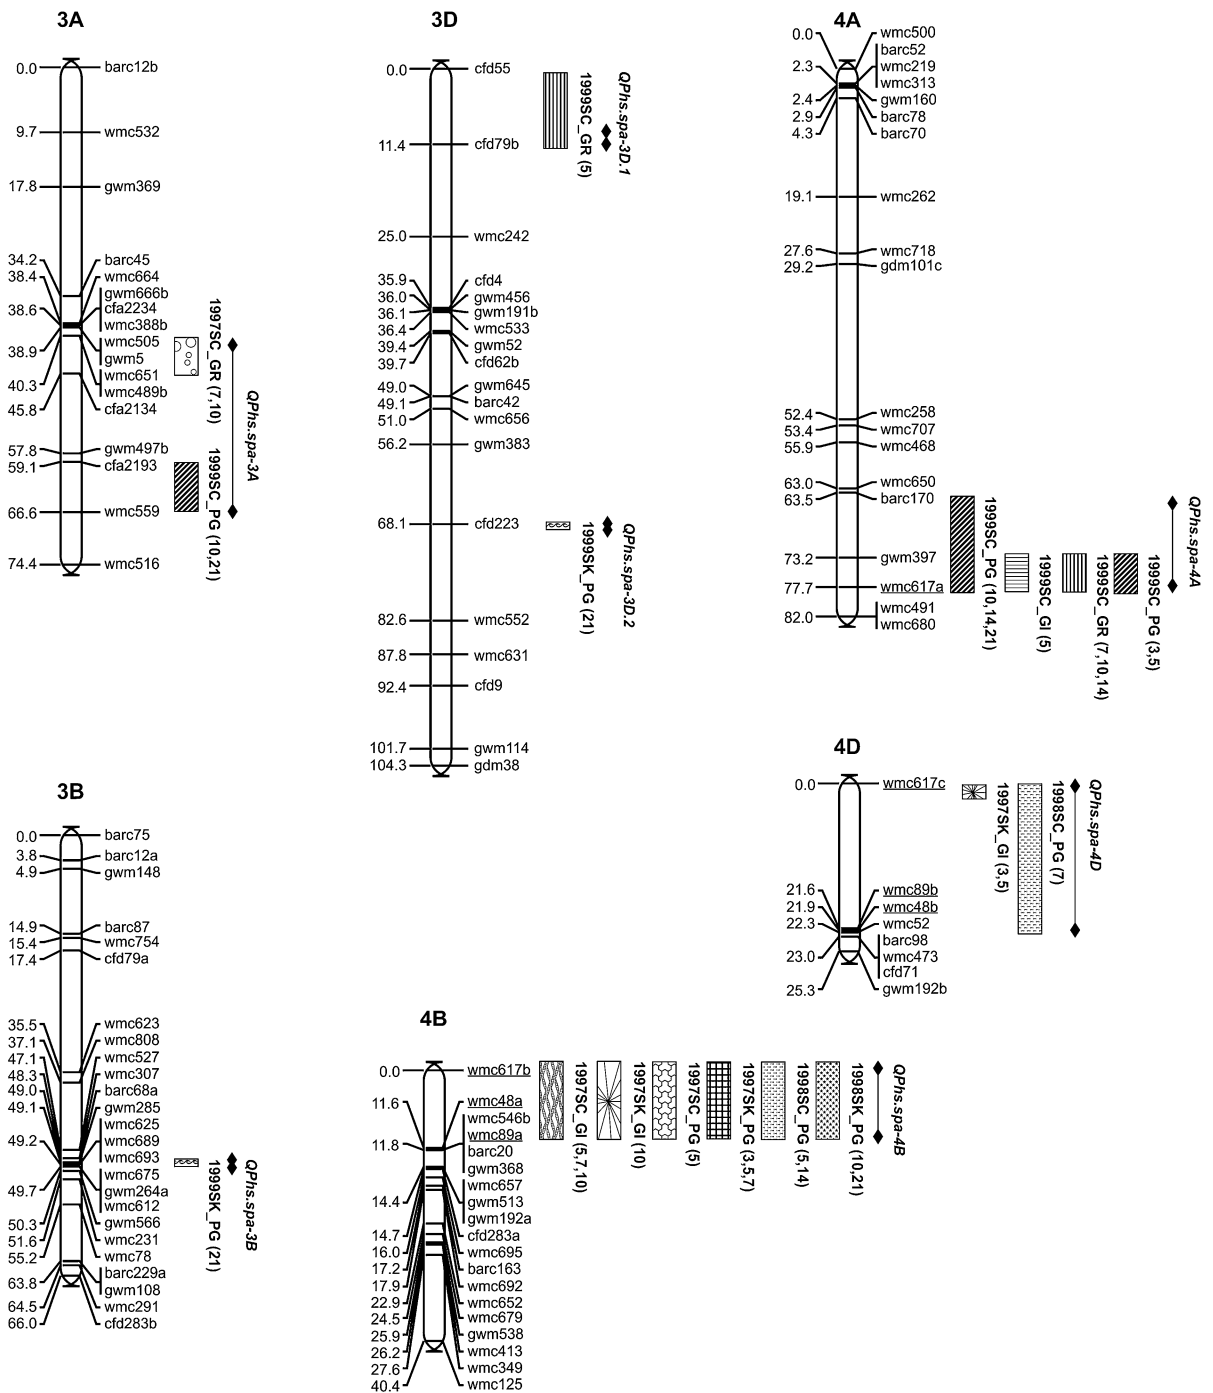 3A
0.0 barc12b
9.7 wmc532
17.8 gwm369
34.2 barc45
38.4 wmc664
gwm666b
38.6 cfa2234
wmc388b
wmc505
38.9 gwm5
wmc651
40.3 wmc489b
45.8 cfa2134
57.8 gwm497b
59.1 cfa2193
66.6 wmc559
74.4 wmc516
1997SC_GR (7,10)
1999SC_PG (10,21)
QPhs.spa-3A
3D
0.0 cfd55
11.4 cfd79b
25.0 wmc242
35.9 cfd4
36.0 gwm456
36.1 gwm191b
36.4 wmc533
39.4 gwm52
39.7 cfd62b
49.0 gwm645
49.1 barc42
51.0 wmc656
56.2 gwm383
68.1 cfd223
82.6 wmc552
87.8 wmc631
92.4 cfd9
101.7 gwm114
104.3 gdm38
1999SC_GR (5)
QPhs.spa-3D.1
1999SK_PG (21)
QPhs.spa-3D.2
4A
0.0 wmc500
barc52
2.3 wmc219
wmc313
2.4 gwm160
2.9 barc78
4.3 barc70
19.1 wmc262
27.6 wmc718
29.2 gdm101c
52.4 wmc258
53.4 wmc707
55.9 wmc468
63.0 wmc650
63.5 barc170
73.2 gwm397
77.7 wmc617a
82.0 wmc491
wmc680
1999SC_PG (10,14,21)
1999SC_GI (5)
1999SC_GR (7,10,14)
1999SC_PG (3,5)
QPhs.spa-4A
3B
0.0 barc75
3.8 barc12a
4.9 gwm148
14.9 barc87
15.4 wmc754
17.4 cfd79a
35.5 wmc623
37.1 wmc808
47.1 wmc527
48.3 wmc307
49.0 barc68a
49.1 gwm285
wmc625
49.2 wmc689
wmc693
wmc675
49.7 gwm264a
wmc612
50.3 gwm566
51.6 wmc231
55.2 wmc78
63.8 barc229a
gwm108
64.5 wmc291
66.0 cfd283b
1999SK_PG (21)
QPhs.spa-3B
4B
0.0 wmc617b
11.6 wmc48a
wmc546b
wmc89a
11.8 barc20
gwm368
wmc657
14.4 gwm513
gwm192a
14.7 cfd283a
16.0 wmc695
17.2 barc163
17.9 wmc692
22.9 wmc652
24.5 wmc679
25.9 gwm538
26.2 wmc413
27.6 wmc349
40.4 wmc125
1997SC_GI (5,7,10)
1997SK_GI (10)
1997SC_PG (5)
1997SK_PG (3,5,7)
1998SC_PG (5,14)
1998SK_PG (10,21)
QPhs.spa-4B
4D
0.0 wmc617c
21.6 wmc89b
21.9 wmc48b
22.3 wmc52
barc98
23.0 wmc473
cfd71
25.3 gwm192b
1997SK_GI (3,5)
1998SC_PG (7)
QPhs.spa-4D